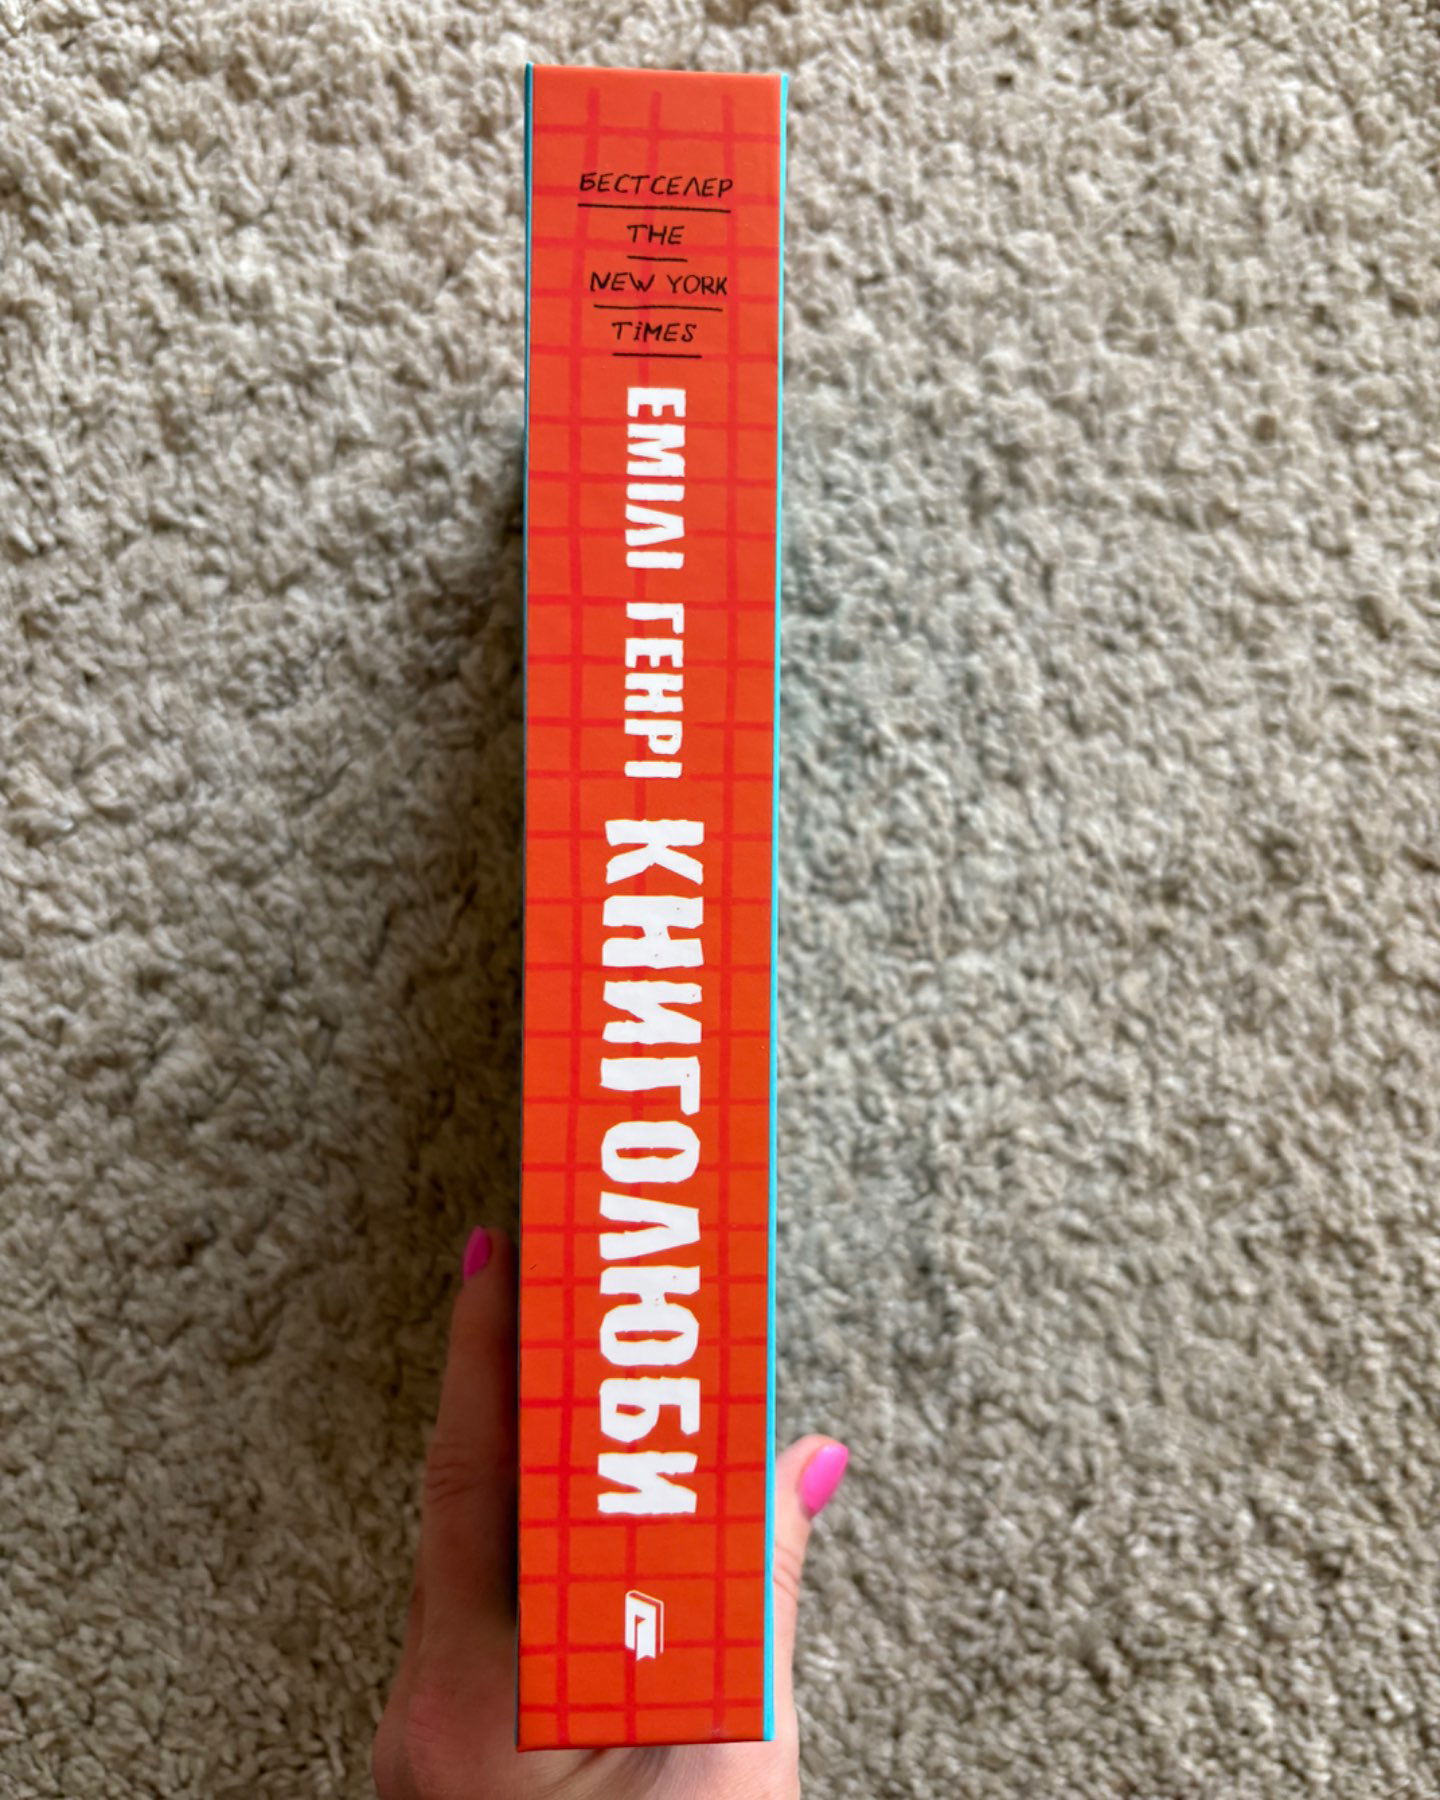 БЕСТСЕЛЕР
THE
NEW YORK
TIMES
ЕМІЛІ ГЕНРІ КНИГОЛЮБИ